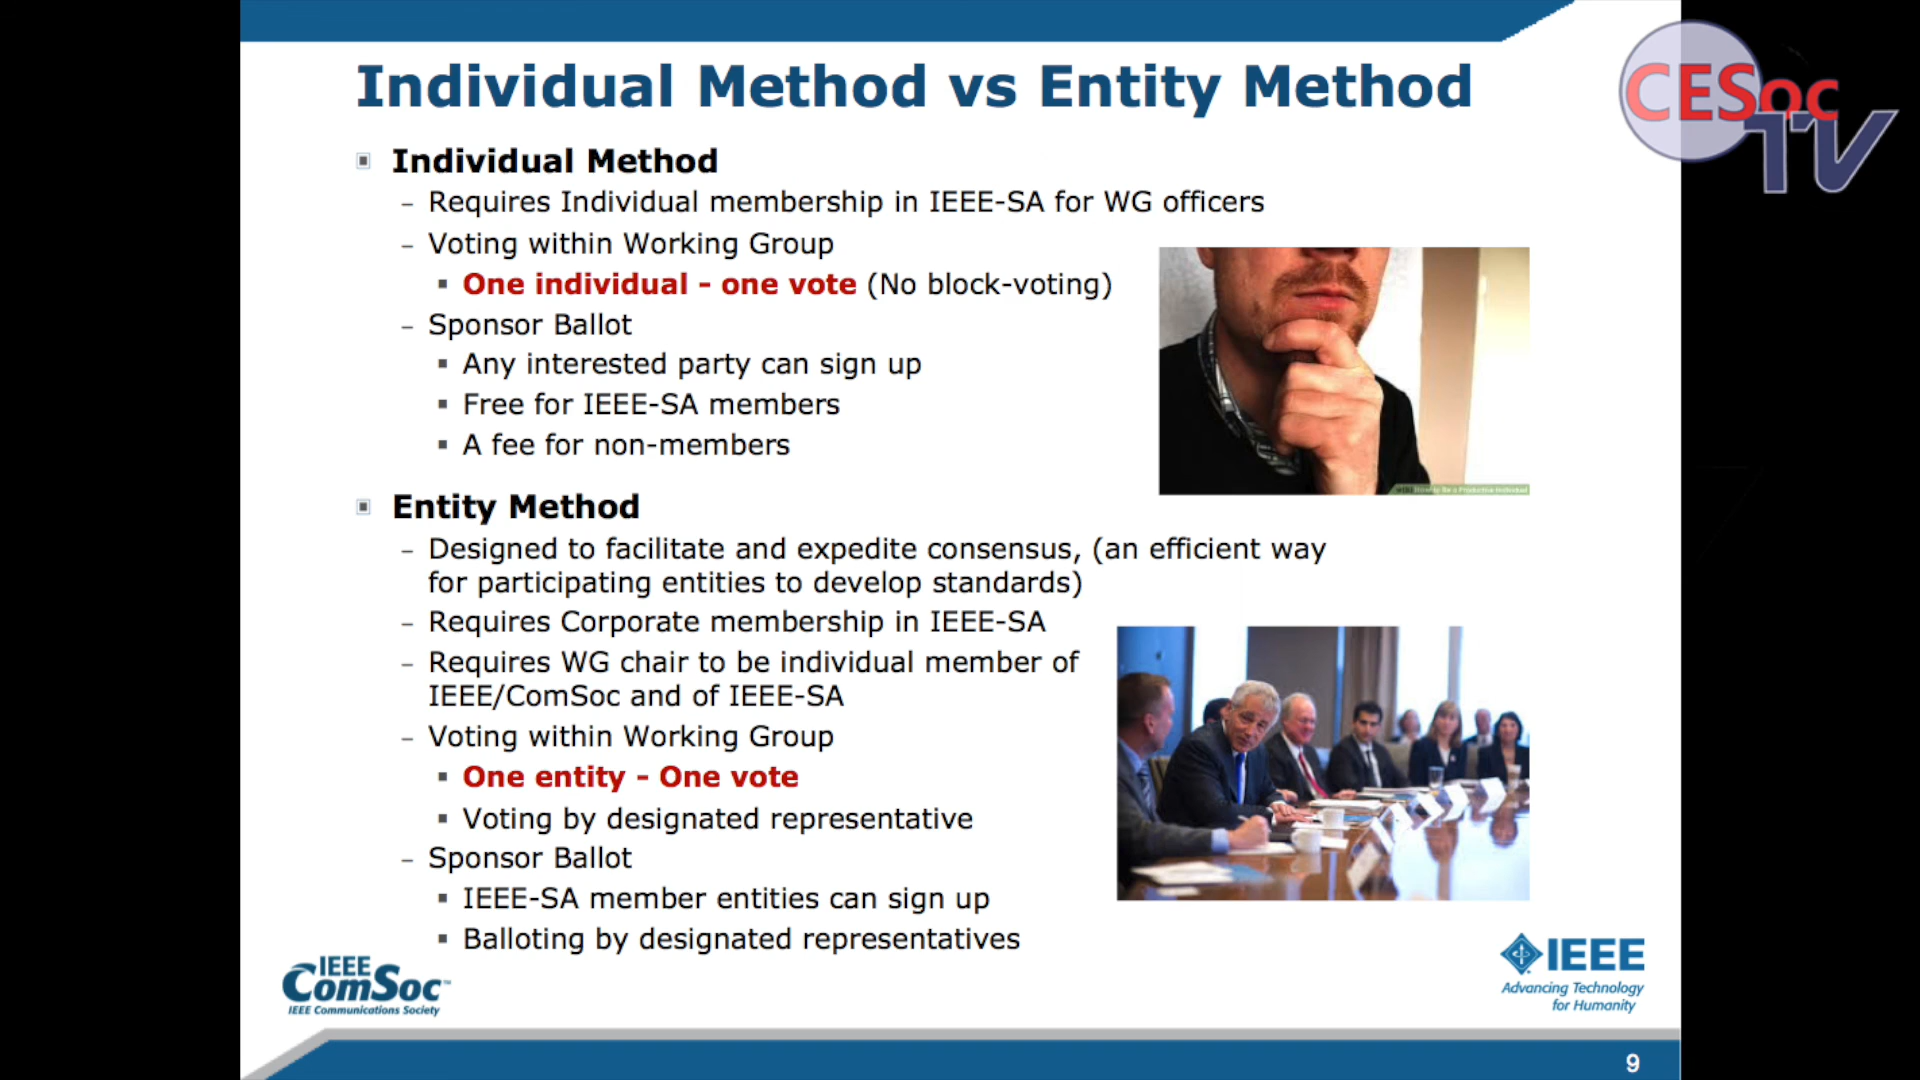 Individual Method vs Entity Method
CESoc
TV
Individual Method
– Requires Individual membership in IEEE-SA for WG officers
– Voting within Working Group
▪ One individual - one vote (No block-voting)
– Sponsor Ballot
▪ Any interested party can sign up
▪ Free for IEEE-SA members
▪ A fee for non-members
Entity Method
– Designed to facilitate and expedite consensus, (an efficient way
for participating entities to develop standards)
– Requires Corporate membership in IEEE-SA
– Requires WG chair to be individual member of
IEEE/ComSoc and of IEEE-SA
– Voting within Working Group
▪ One entity - One vote
▪ Voting by designated representative
– Sponsor Ballot
▪ IEEE-SA member entities can sign up
▪ Balloting by designated representatives
IEEE
ComSoc™
IEEE Communications Society
IEEE
Advancing Technology
for Humanity
9